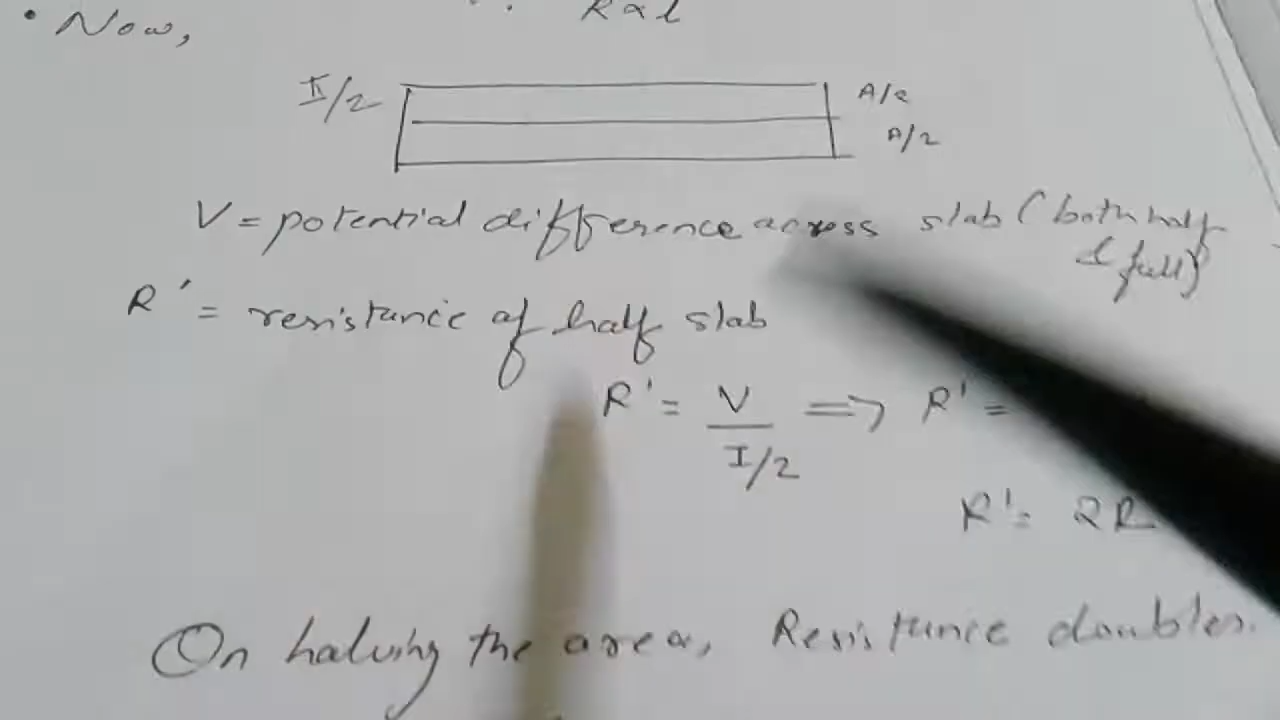 • Now,
∴ R ∝ l
I/2
A/2
A/2
V = potential difference across slab (both half
& full)
R' = resistance of half slab
R' = V / I/2 ⟹ R' =
R' = 2R
On halving the area, Resistance doubles.